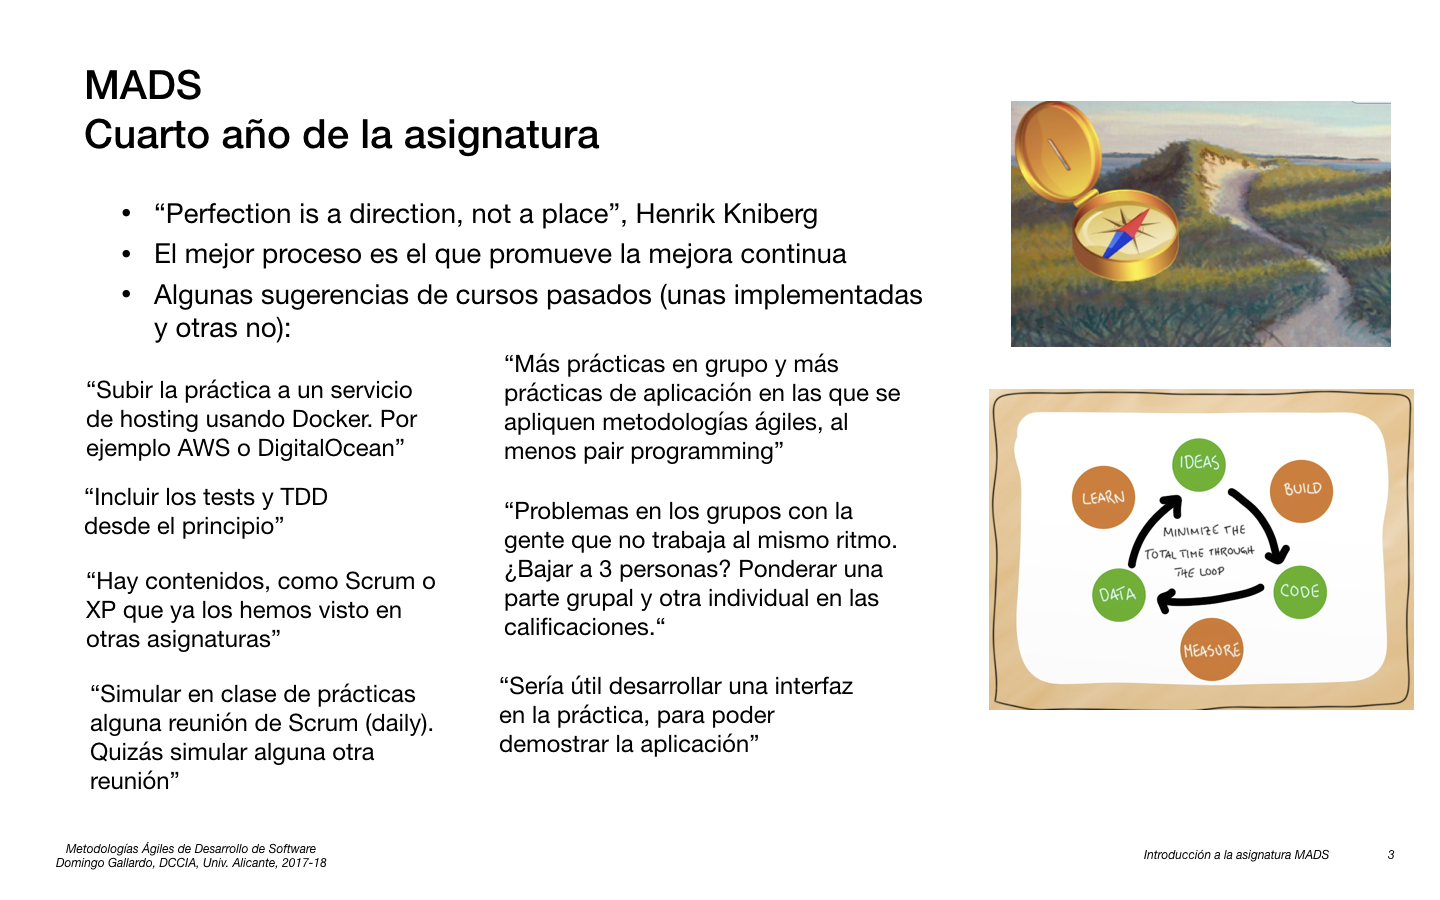 MADS
Cuarto año de la asignatura
• “Perfection is a direction, not a place”, Henrik Kniberg
• El mejor proceso es el que promueve la mejora continua
• Algunas sugerencias de cursos pasados (unas implementadas
y otras no):
“Subir la práctica a un servicio
de hosting usando Docker. Por
ejemplo AWS o DigitalOcean”
“Incluir los tests y TDD
desde el principio”
“Hay contenidos, como Scrum o
XP que ya los hemos visto en
otras asignaturas”
“Simular en clase de prácticas
alguna reunión de Scrum (daily).
Quizás simular alguna otra
reunión”
“Más prácticas en grupo y más
prácticas de aplicación en las que se
apliquen metodologías ágiles, al
menos pair programming”
“Problemas en los grupos con la
gente que no trabaja al mismo ritmo.
¿Bajar a 3 personas? Ponderar una
parte grupal y otra individual en las
calificaciones.“
“Sería útil desarrollar una interfaz
en la práctica, para poder
demostrar la aplicación”
IDEAS
BUILD
LEARN
MINIMIZE THE
TOTAL TIME THROUGH
THE LOOP
DATA
CODE
MEASURE
Metodologías Ágiles de Desarrollo de Software
Domingo Gallardo, DCCIA, Univ. Alicante, 2017-18
Introducción a la asignatura MADS
3